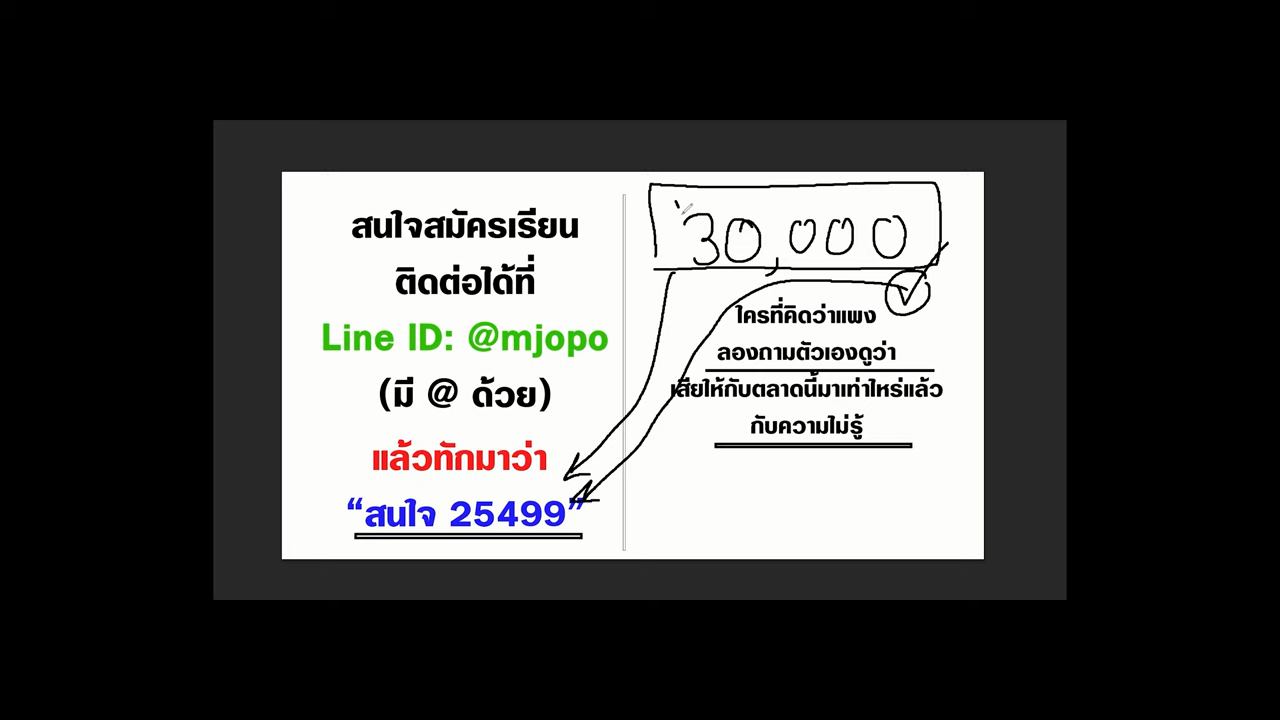 สนใจสมัครเรียน
ติดต่อได้ที่
Line ID: @mjopo
(มี @ ด้วย)
แล้วทักมาว่า
“สนใจ 25499”
30,000
ใครที่คิดว่าแพง
ลองถามตัวเองดูว่า
เสียให้กับตลาดนี้มาเท่าไหร่แล้ว
กับความไม่รู้